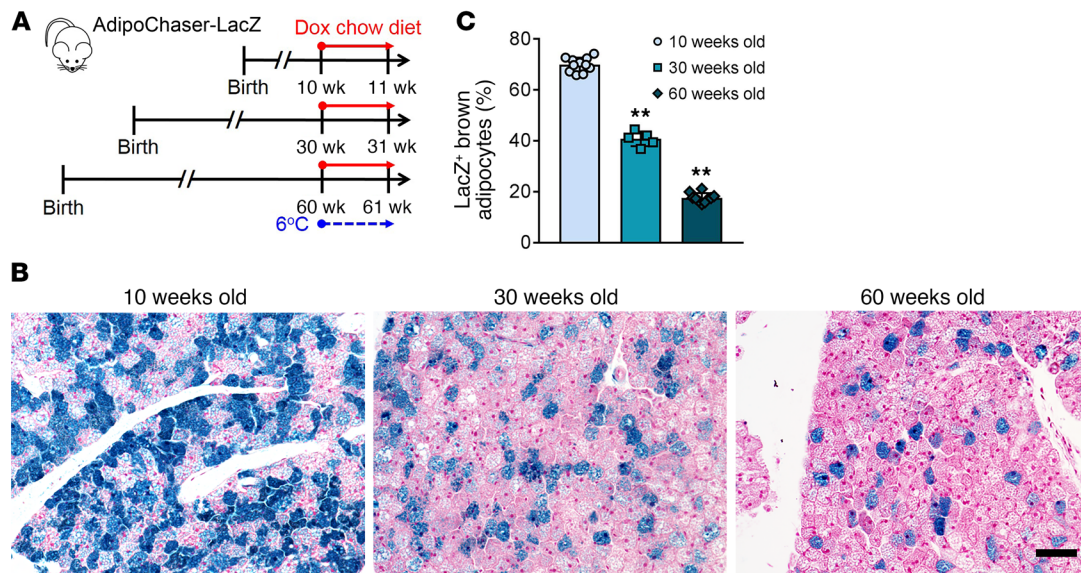 A
AdipoChaser-LacZ
Dox chow diet
Birth
10 wk
11 wk
Birth
30 wk
31 wk
Birth
60 wk
61 wk
6°C
C
LacZ⁺ brown
adipocytes (%)
80
60
40
20
0
**
**
10 weeks old
30 weeks old
60 weeks old
B
10 weeks old
30 weeks old
60 weeks old